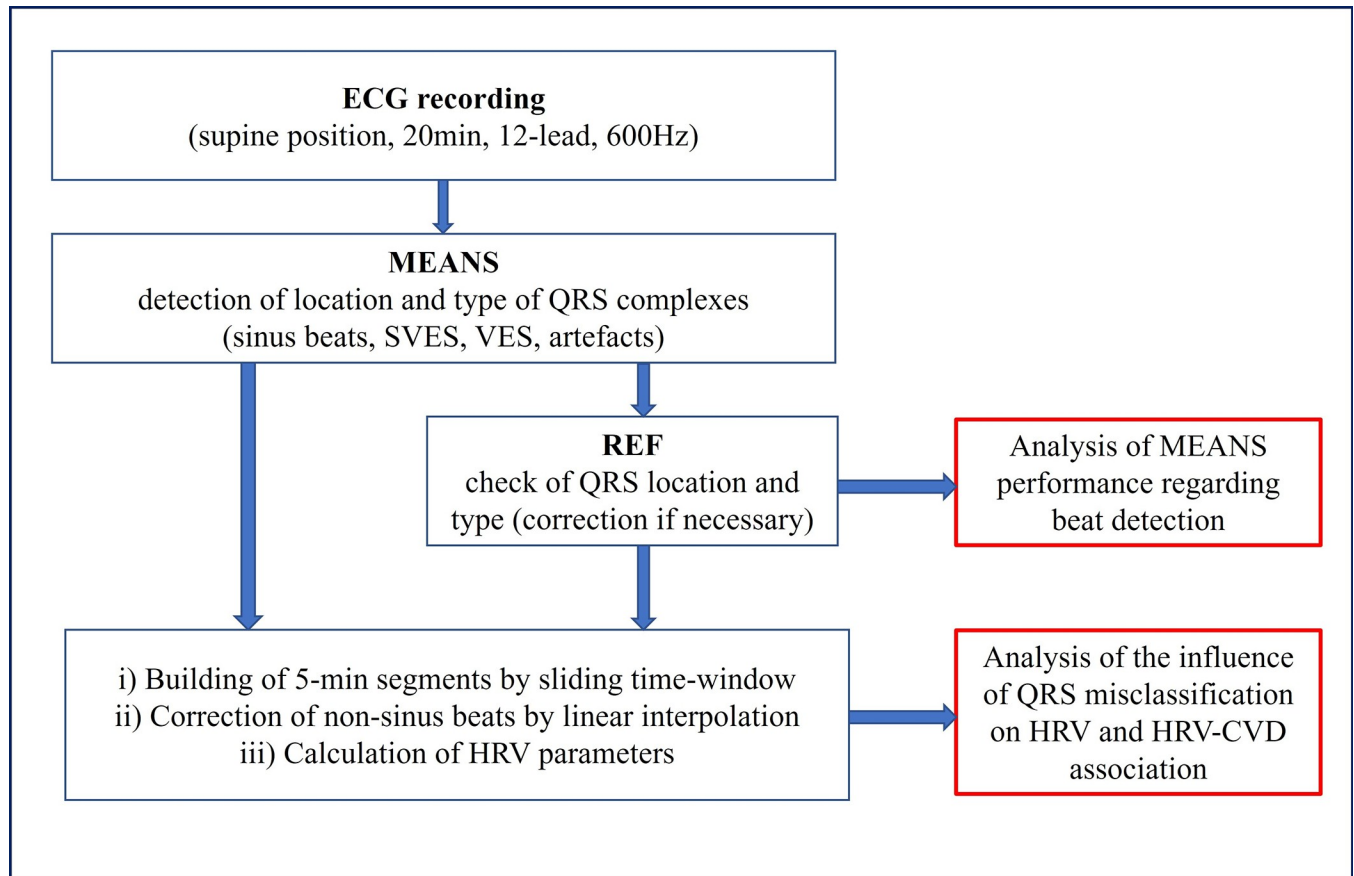 ECG recording
(supine position, 20min, 12-lead, 600Hz)
MEANS
detection of location and type of QRS complexes
(sinus beats, SVES, VES, artefacts)
REF
check of QRS location and
type (correction if necessary)
Analysis of MEANS
performance regarding
beat detection
i) Building of 5-min segments by sliding time-window
ii) Correction of non-sinus beats by linear interpolation
iii) Calculation of HRV parameters
Analysis of the influence
of QRS misclassification
on HRV and HRV-CVD
association